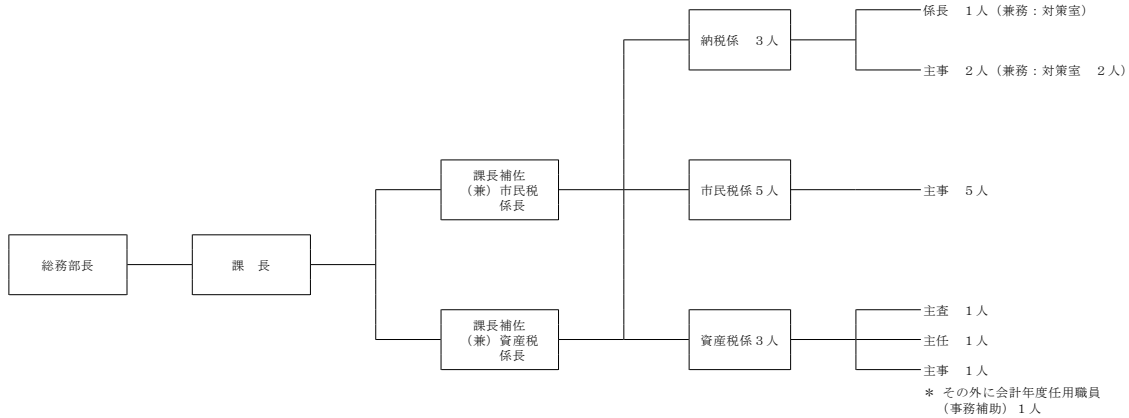 係長　1人（兼務：対策室）
納税係　3人
主事　2人（兼務：対策室　2人）
課長補佐
（兼）市民税
係長
市民税係5人
主事　5人
総務部長
課　長
課長補佐
（兼）資産税
係長
資産税係3人
主査　1人
主任　1人
主事　1人
＊ その外に会計年度任用職員
（事務補助）1人